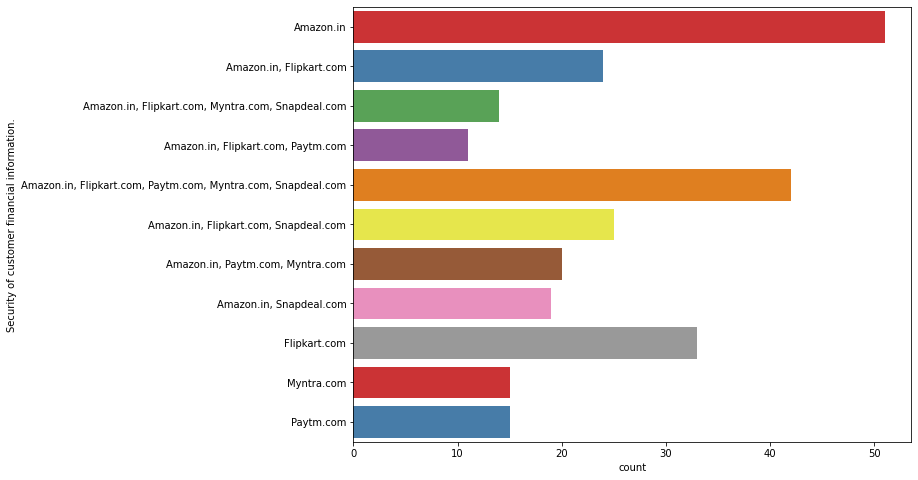 Security of customer financial information.
Amazon.in
Amazon.in, Flipkart.com
Amazon.in, Flipkart.com, Myntra.com, Snapdeal.com
Amazon.in, Flipkart.com, Paytm.com
Amazon.in, Flipkart.com, Paytm.com, Myntra.com, Snapdeal.com
Amazon.in, Flipkart.com, Snapdeal.com
Amazon.in, Paytm.com, Myntra.com
Amazon.in, Snapdeal.com
Flipkart.com
Myntra.com
Paytm.com
0 10 20 30 40 50
count